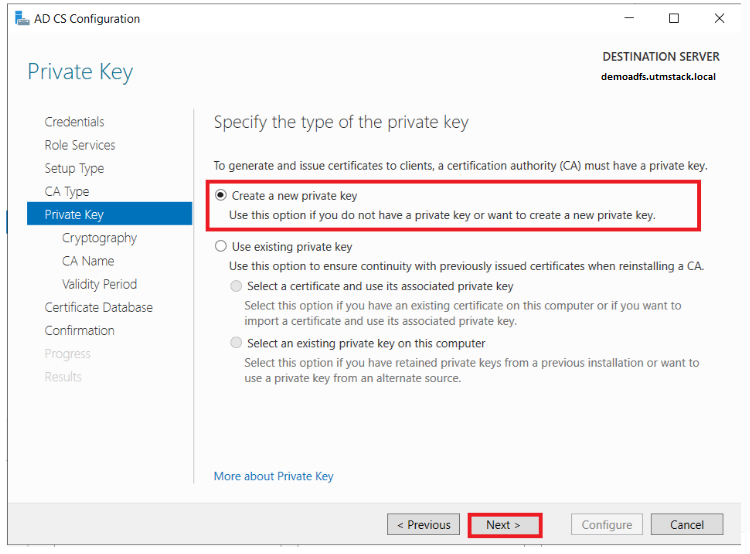 AD CS Configuration
Private Key
DESTINATION SERVER
demoadfs.utmstack.local
Credentials
Role Services
Setup Type
CA Type
Private Key
Cryptography
CA Name
Validity Period
Certificate Database
Confirmation
Progress
Results
Specify the type of the private key
To generate and issue certificates to clients, a certification authority (CA) must have a private key.
Create a new private key
Use this option if you do not have a private key or want to create a new private key.
Use existing private key
Use this option to ensure continuity with previously issued certificates when reinstalling a CA.
Select a certificate and use its associated private key
Select this option if you have an existing certificate on this computer or if you want to
import a certificate and use its associated private key.
Select an existing private key on this computer
Select this option if you have retained private keys from a previous installation or want to
use a private key from an alternate source.
More about Private Key
< Previous
Next >
Configure
Cancel